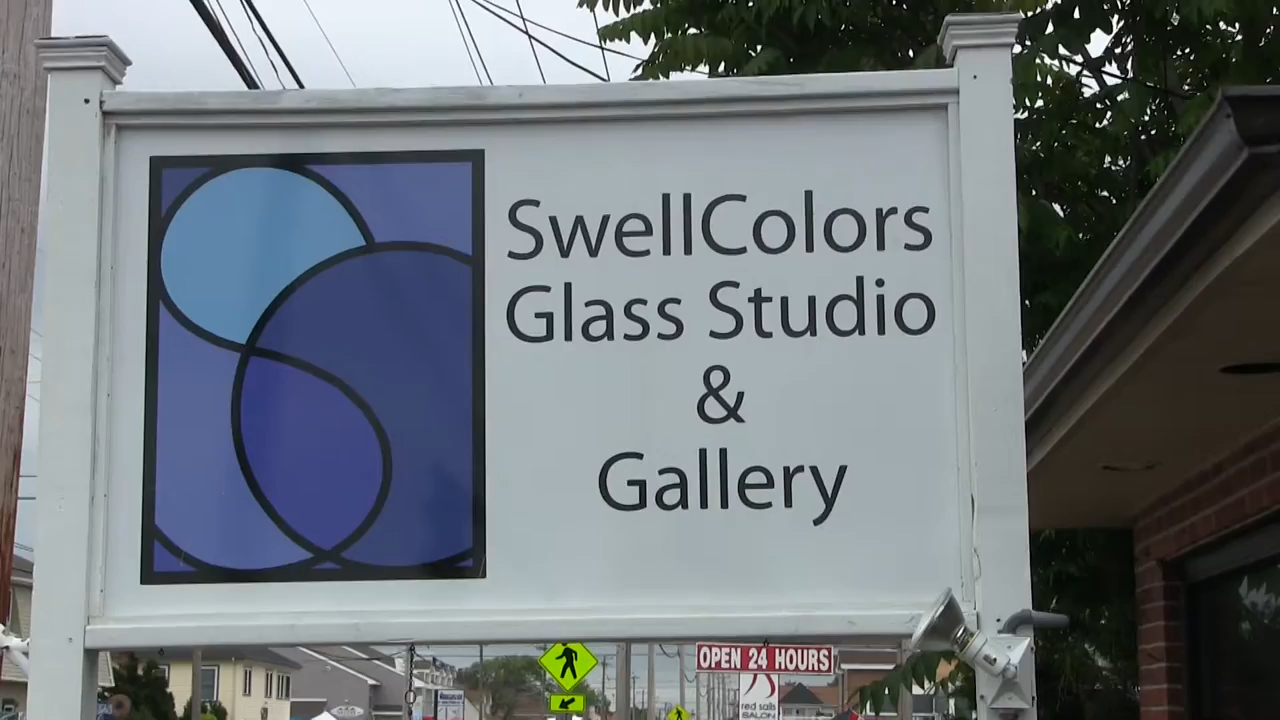 SwellColors
Glass Studio
&
Gallery
OPEN 24 HOURS
red sails
SALON